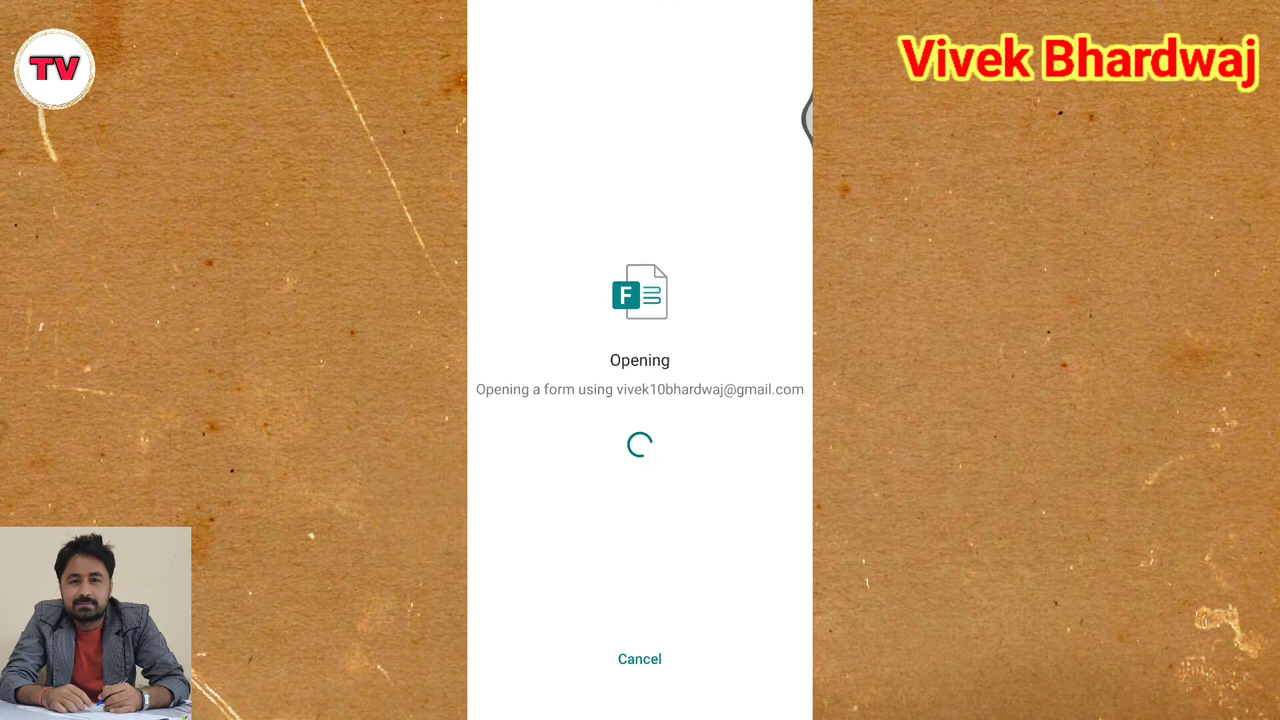 TV
Vivek Bhardwaj
F
Opening
Opening a form using vivek10bhardwaj@gmail.com
Cancel